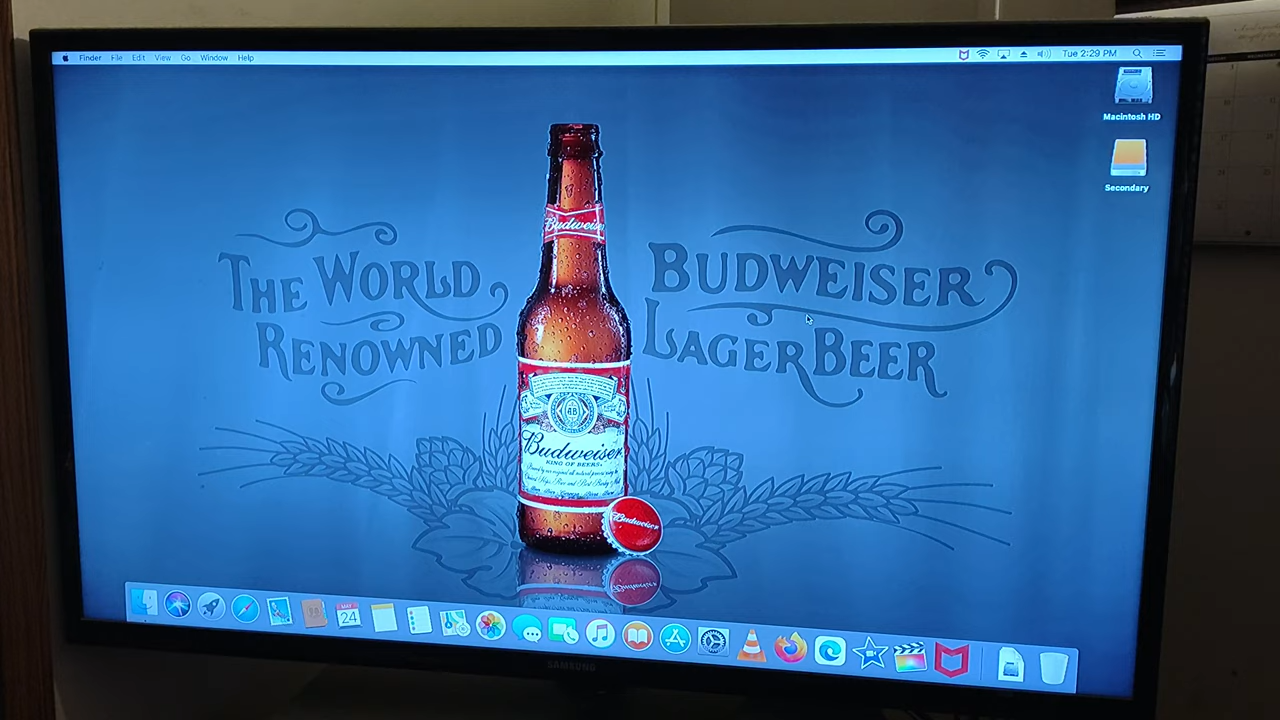 Finder File Edit View Go Window Help
Tue 2:29 PM
Macintosh HD
Secondary
THE WORLD
RENOWNED
BUDWEISER
LAGER BEER
Budweiser
Budweiser
KING OF BEERS
Budweiser
MAY
24
SAMSUNG